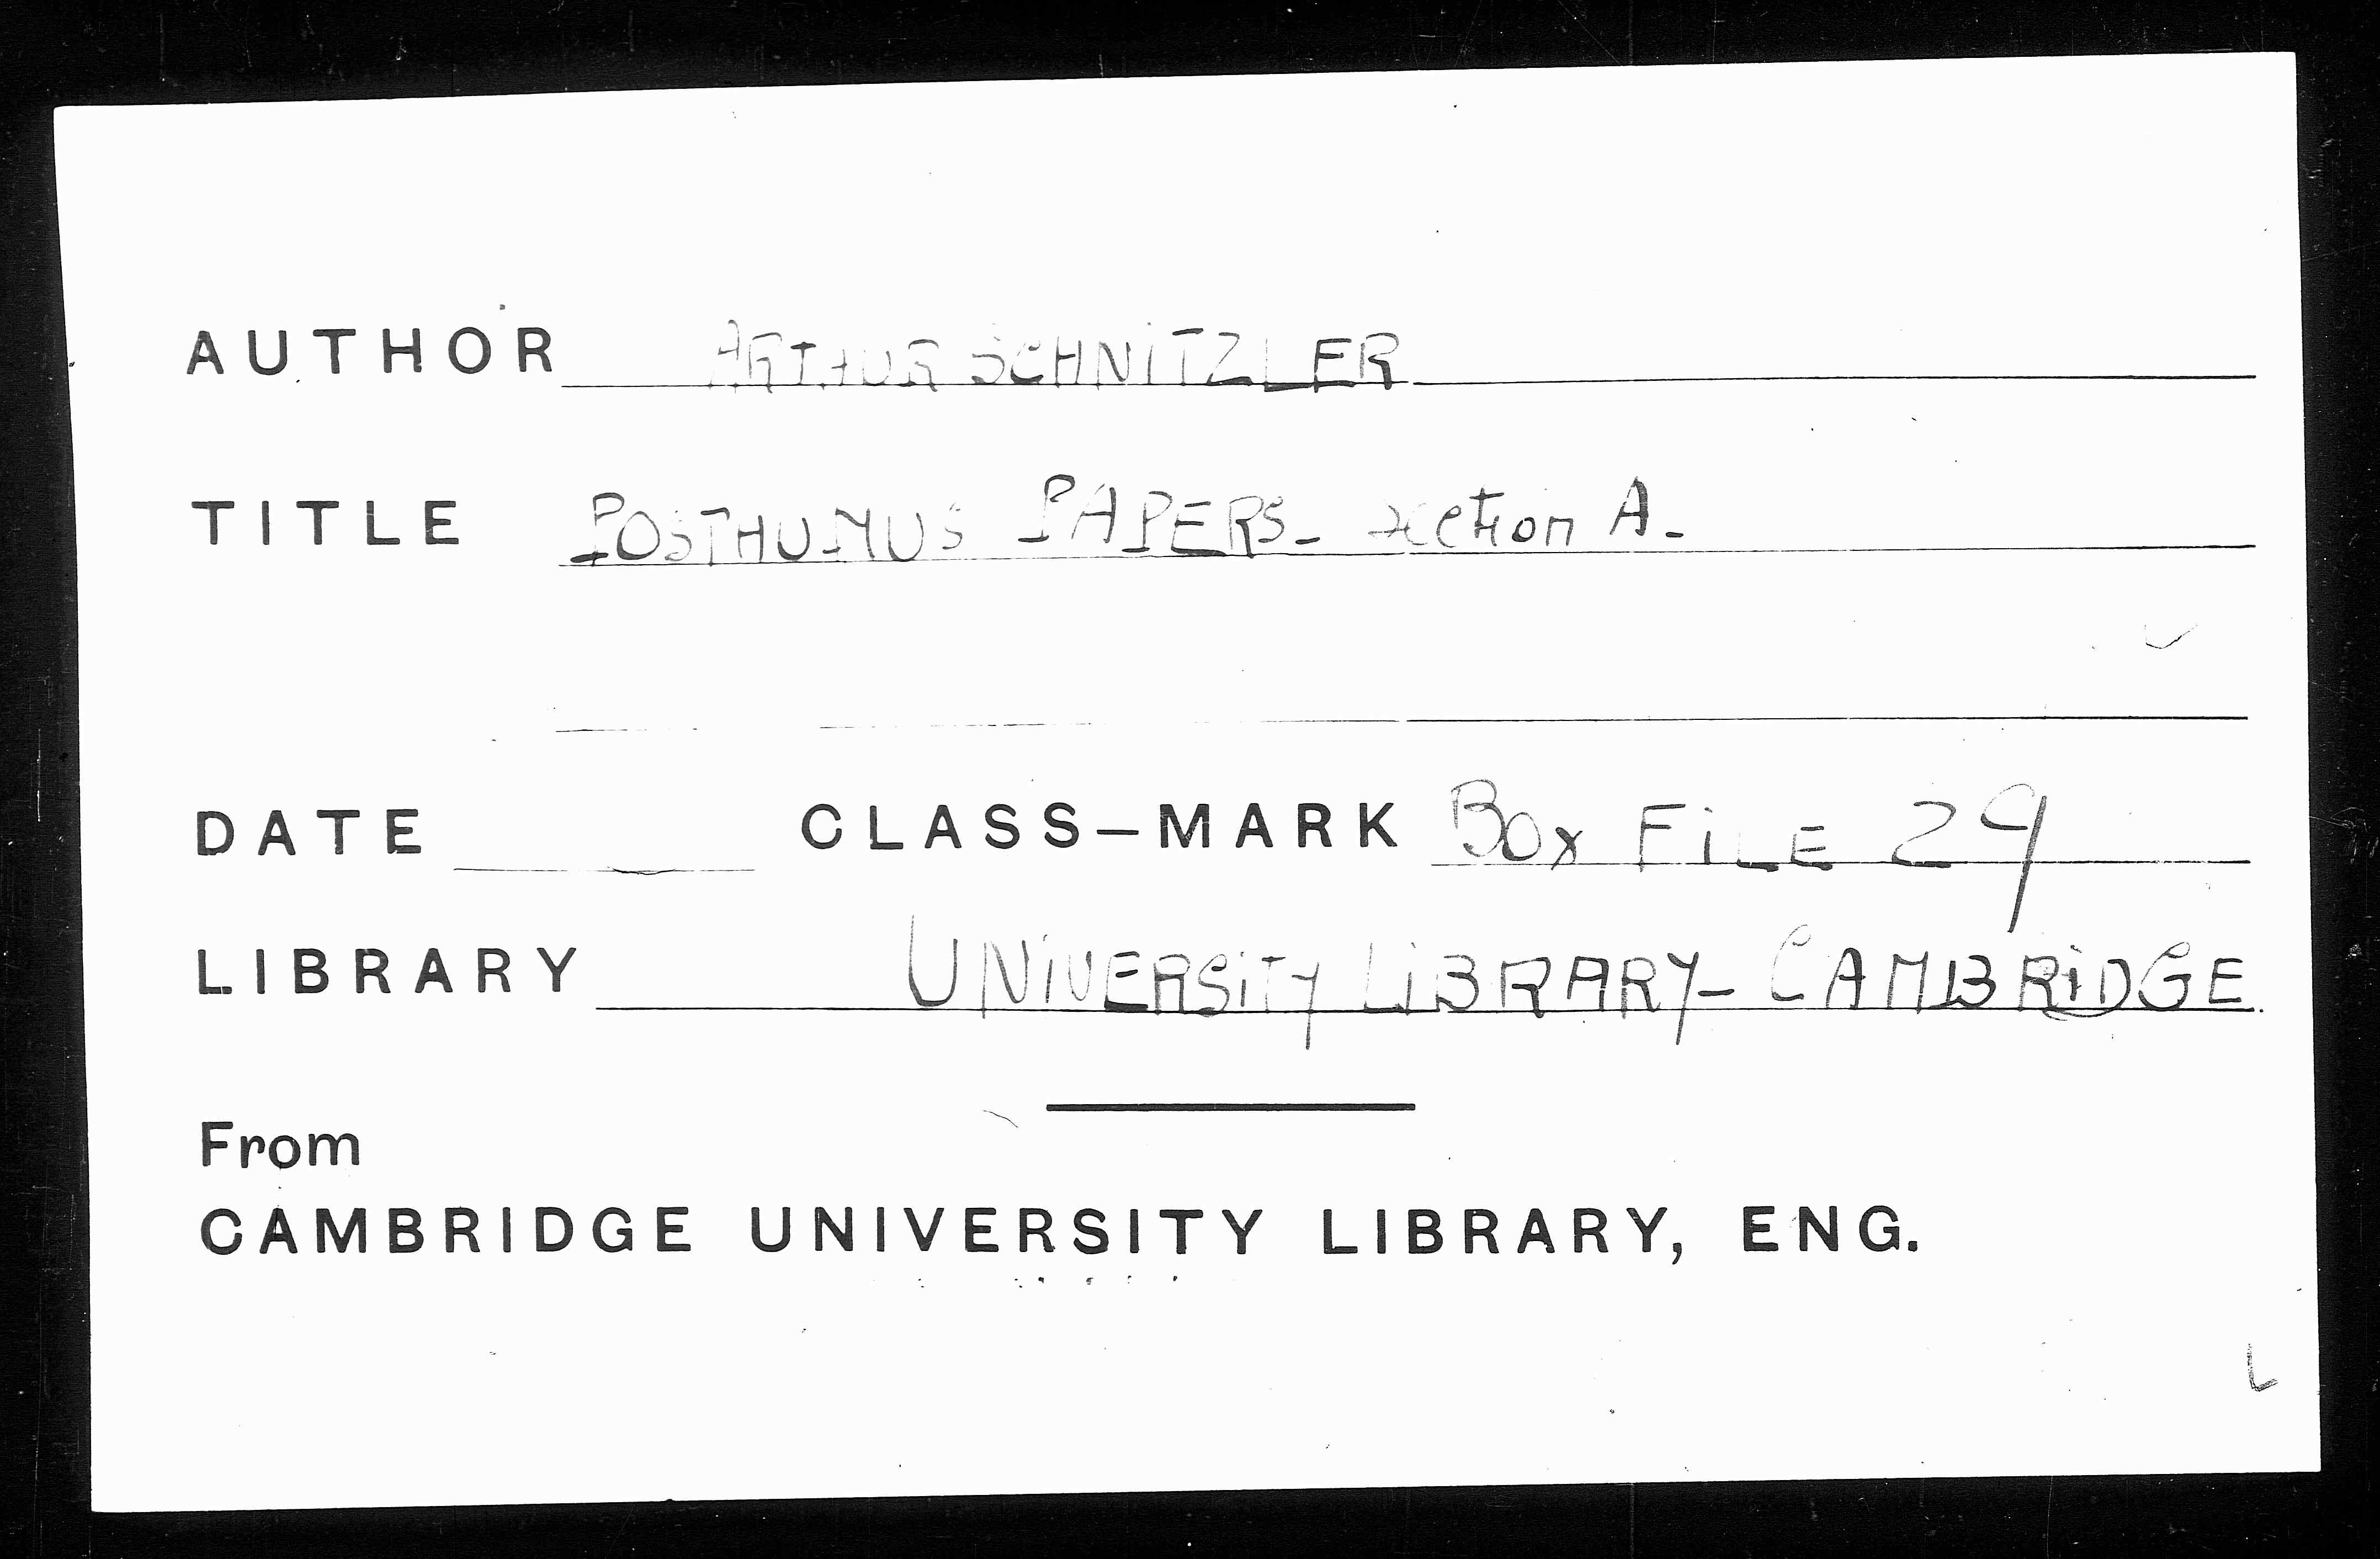 AUTHOR ARTHUR SCHNITZLER
TITLE POSTHUMUS PAPERS- section A-
DATE CLASS-MARK BOx FiLE 29
LIBRARY UNiVERSiTY LiBRARY- CAMBRiDGE.
From
CAMBRIDGE UNIVERSITY LIBRARY, ENG.